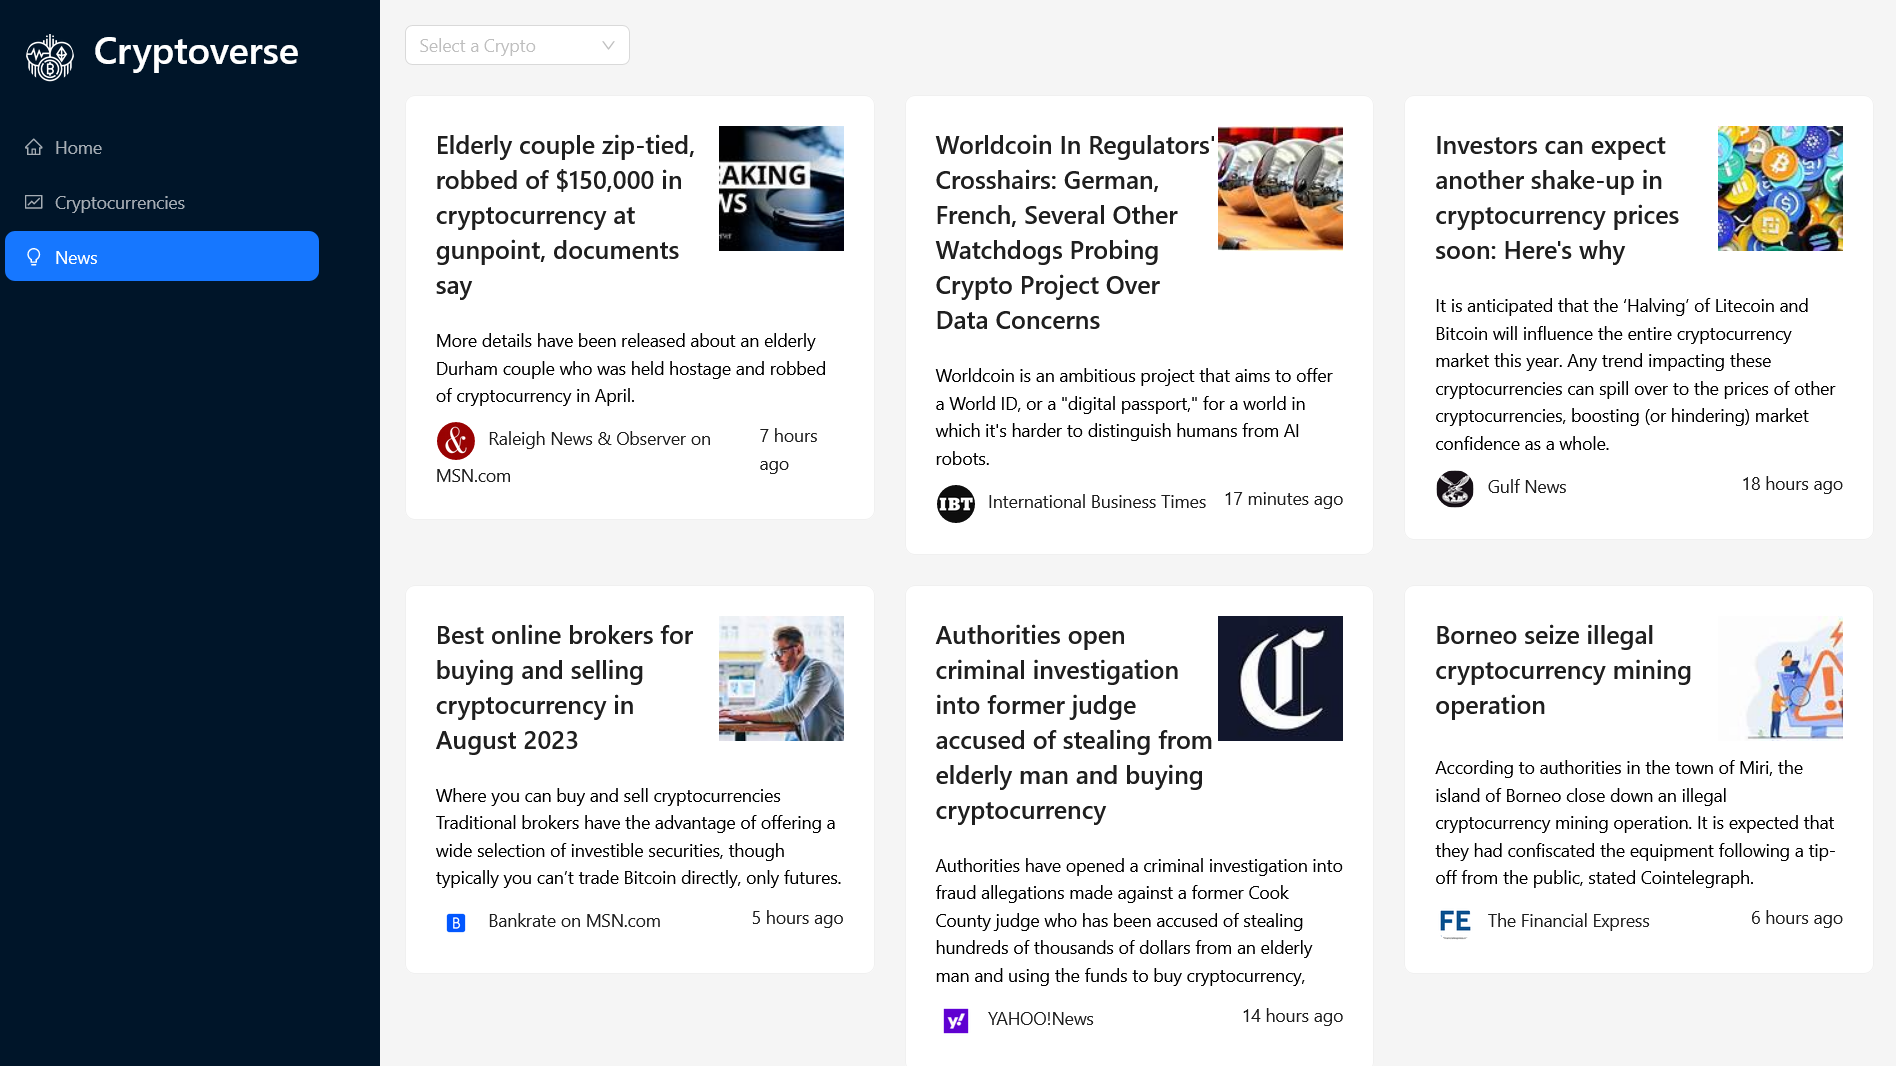 Cryptoverse
Home
Cryptocurrencies
News
Select a Crypto
Elderly couple zip-tied,
robbed of $150,000 in
cryptocurrency at
gunpoint, documents
say
More details have been released about an elderly
Durham couple who was held hostage and robbed
of cryptocurrency in April.
Raleigh News & Observer on
MSN.com
7 hours
ago
Worldcoin In Regulators'
Crosshairs: German,
French, Several Other
Watchdogs Probing
Crypto Project Over
Data Concerns
Worldcoin is an ambitious project that aims to offer
a World ID, or a "digital passport," for a world in
which it's harder to distinguish humans from AI
robots.
IBT
International Business Times
17 minutes ago
Investors can expect
another shake-up in
cryptocurrency prices
soon: Here's why
It is anticipated that the ‘Halving’ of Litecoin and
Bitcoin will influence the entire cryptocurrency
market this year. Any trend impacting these
cryptocurrencies can spill over to the prices of other
cryptocurrencies, boosting (or hindering) market
confidence as a whole.
Gulf News
18 hours ago
Best online brokers for
buying and selling
cryptocurrency in
August 2023
Where you can buy and sell cryptocurrencies
Traditional brokers have the advantage of offering a
wide selection of investible securities, though
typically you can’t trade Bitcoin directly, only futures.
B
Bankrate on MSN.com
5 hours ago
Authorities open
criminal investigation
into former judge
accused of stealing from
elderly man and buying
cryptocurrency
C
Authorities have opened a criminal investigation into
fraud allegations made against a former Cook
County judge who has been accused of stealing
hundreds of thousands of dollars from an elderly
man and using the funds to buy cryptocurrency,
y!
YAHOO!News
14 hours ago
Borneo seize illegal
cryptocurrency mining
operation
According to authorities in the town of Miri, the
island of Borneo close down an illegal
cryptocurrency mining operation. It is expected that
they had confiscated the equipment following a tip-
off from the public, stated Cointelegraph.
FE
The Financial Express
6 hours ago